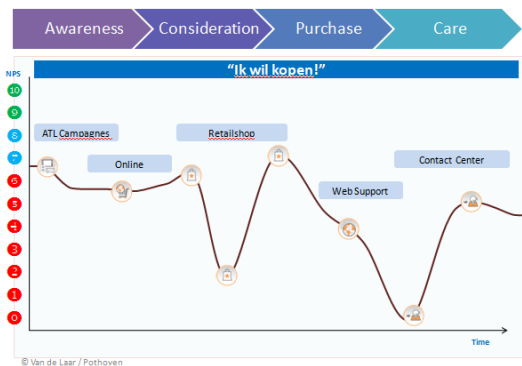 Awareness
Consideration
Purchase
Care
“Ik wil kopen!”
NPS
10
9
8
7
6
5
4
3
2
1
0
ATL Campagnes
Online
Retailshop
Web Support
Contact Center
Time
© Van de Laar / Pothoven